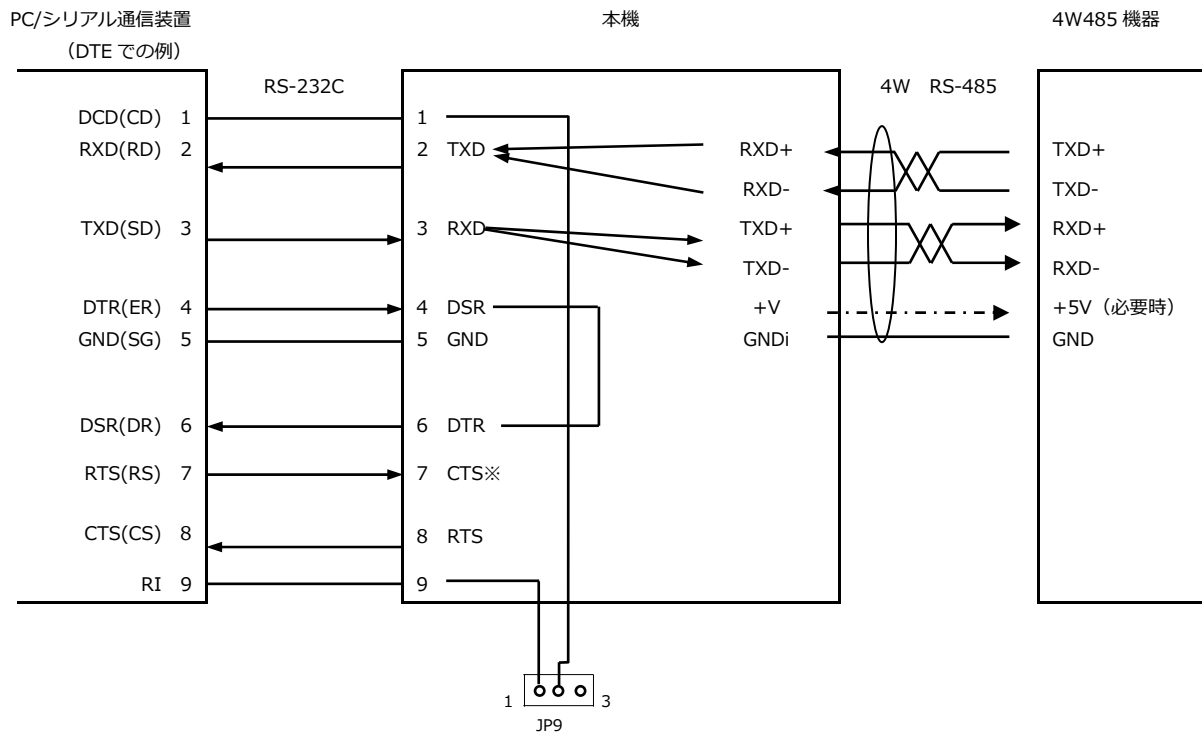 PC/シリアル通信装置
（DTE での例）
本機
4W485 機器
RS-232C
4W RS-485
DCD(CD) 1
RXD(RD) 2
TXD(SD) 3
DTR(ER) 4
GND(SG) 5
DSR(DR) 6
RTS(RS) 7
CTS(CS) 8
RI 9
1
2 TXD
3 RXD
4 DSR
5 GND
6 DTR
7 CTS※
8 RTS
9
RXD+
RXD-
TXD+
TXD-
+V
GNDi
TXD+
TXD-
RXD+
RXD-
+5V（必要時）
GND
1
3
JP9